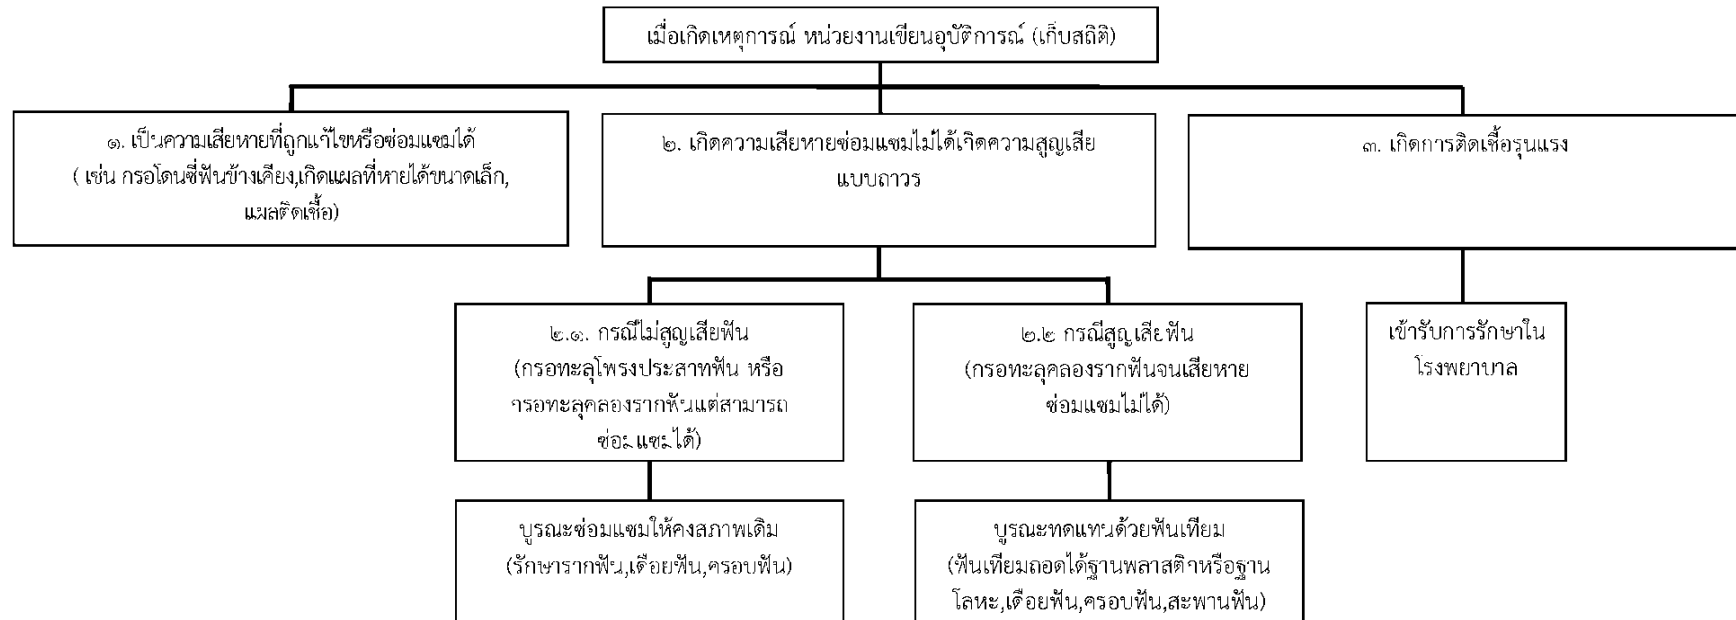 เมื่อเกิดเหตุการณ์ หน่วยงานเขียนอุบัติการณ์ (เก็บสถิติ)
๑. เป็นความเสียหายที่ถูกแก้ไขหรือซ่อมแซมได้
( เช่น กรอโดนซี่ฟันข้างเคียง,เกิดแผลที่หายได้ขนาดเล็ก,
แผลติดเชื้อ)
๒. เกิดความเสียหายซ่อมแซมไม่ได้เกิดความสูญเสีย
แบบถาวร
๓. เกิดการติดเชื้อรุนแรง
๒.๑. กรณีไม่สูญเสียฟัน
(กรอทะลุโพรงประสาทฟัน หรือ
กรอทะลุคลองรากฟันแต่สามารถ
ซ่อมแซมได้)
๒.๒ กรณีสูญเสียฟัน
(กรอทะลุคลองรากฟันจนเสียหาย
ซ่อมแซมไม่ได้)
เข้ารับการรักษาใน
โรงพยาบาล
บูรณะซ่อมแซมให้คงสภาพเดิม
(รักษารากฟัน,เดือยฟัน,ครอบฟัน)
บูรณะทดแทนด้วยฟันเทียม
(ฟันเทียมถอดได้ฐานพลาสติกหรือฐาน
โลหะ,เดือยฟัน,ครอบฟัน,สะพานฟัน)